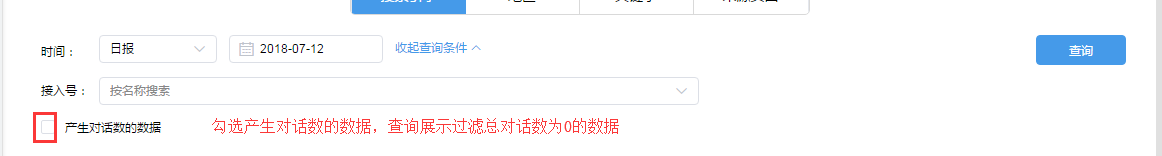 时间： 日报 2018-07-12 收起查询条件 查询
接入号： 按名称搜索
产生对话数的数据 勾选产生对话数的数据，查询展示过滤总对话数为0的数据